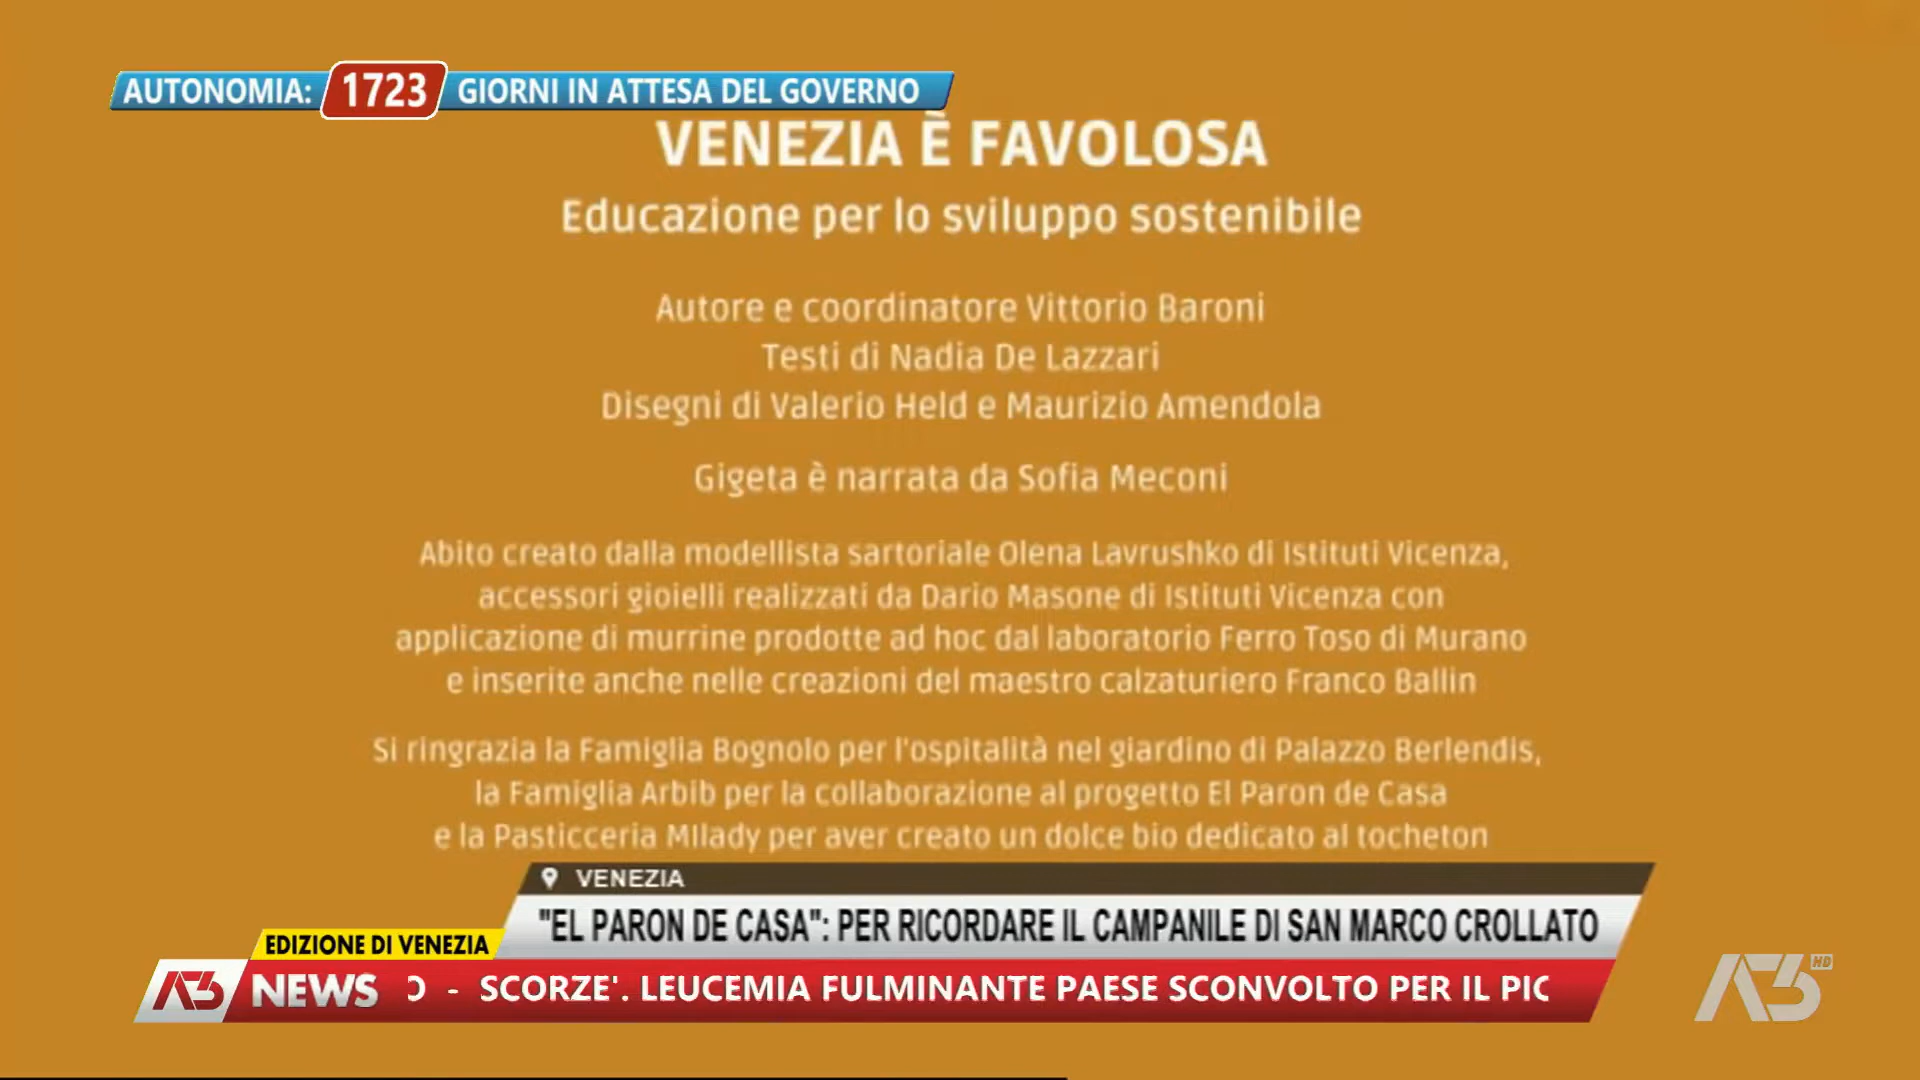 AUTONOMIA: 1723 GIORNI IN ATTESA DEL GOVERNO
VENEZIA È FAVOLOSA
Educazione per lo sviluppo sostenibile
Autore e coordinatore Vittorio Baroni
Testi di Nadia De Lazzari
Disegni di Valerio Held e Maurizio Amendola
Gigeta è narrata da Sofia Meconi
Abito creato dalla modellista sartoriale Olena Lavrushko di Istituti Vicenza,
accessori gioielli realizzati da Dario Masone di Istituti Vicenza con
applicazione di murrine prodotte ad hoc dal laboratorio Ferro Toso di Murano
e inserite anche nelle creazioni del maestro calzaturiero Franco Ballin
Si ringrazia la Famiglia Bognolo per l'ospitalità nel giardino di Palazzo Berlendis,
la Famiglia Arbib per la collaborazione al progetto El Paron de Casa
e la Pasticceria MIlady per aver creato un dolce bio dedicato al tocheton
VENEZIA
"EL PARON DE CASA": PER RICORDARE IL CAMPANILE DI SAN MARCO CROLLATO
EDIZIONE DI VENEZIA
A3 NEWS O - SCORZE'. LEUCEMIA FULMINANTE PAESE SCONVOLTO PER IL PIC
A3 HD